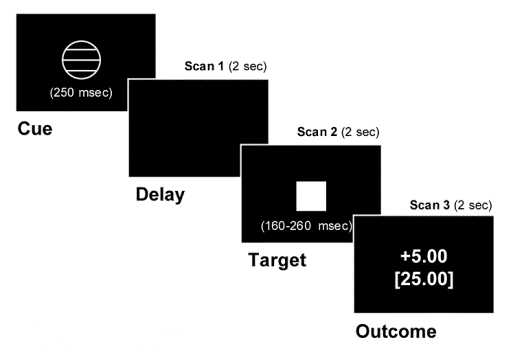 (250 msec)
Cue
Scan 1 (2 sec)
Delay
Scan 2 (2 sec)
(160-260 msec)
Target
Scan 3 (2 sec)
+5.00
[25.00]
Outcome